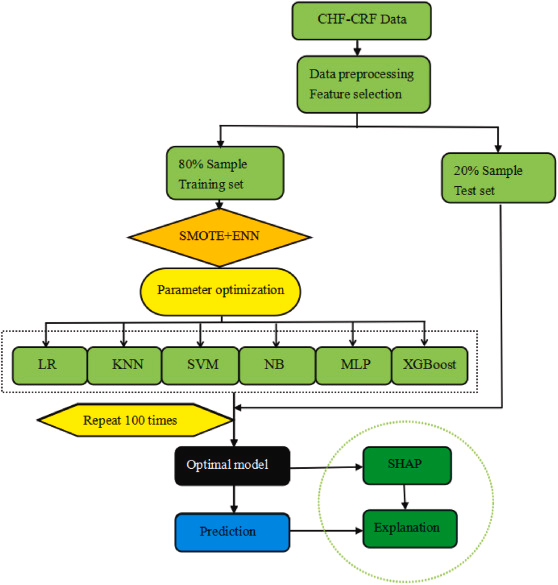 CHF-CRF Data
Data preprocessing
Feature selection
80% Sample
Training set
20% Sample
Test set
SMOTE+ENN
Parameter optimization
LR
KNN
SVM
NB
MLP
XGBoost
Repeat 100 times
Optimal model
SHAP
Prediction
Explanation